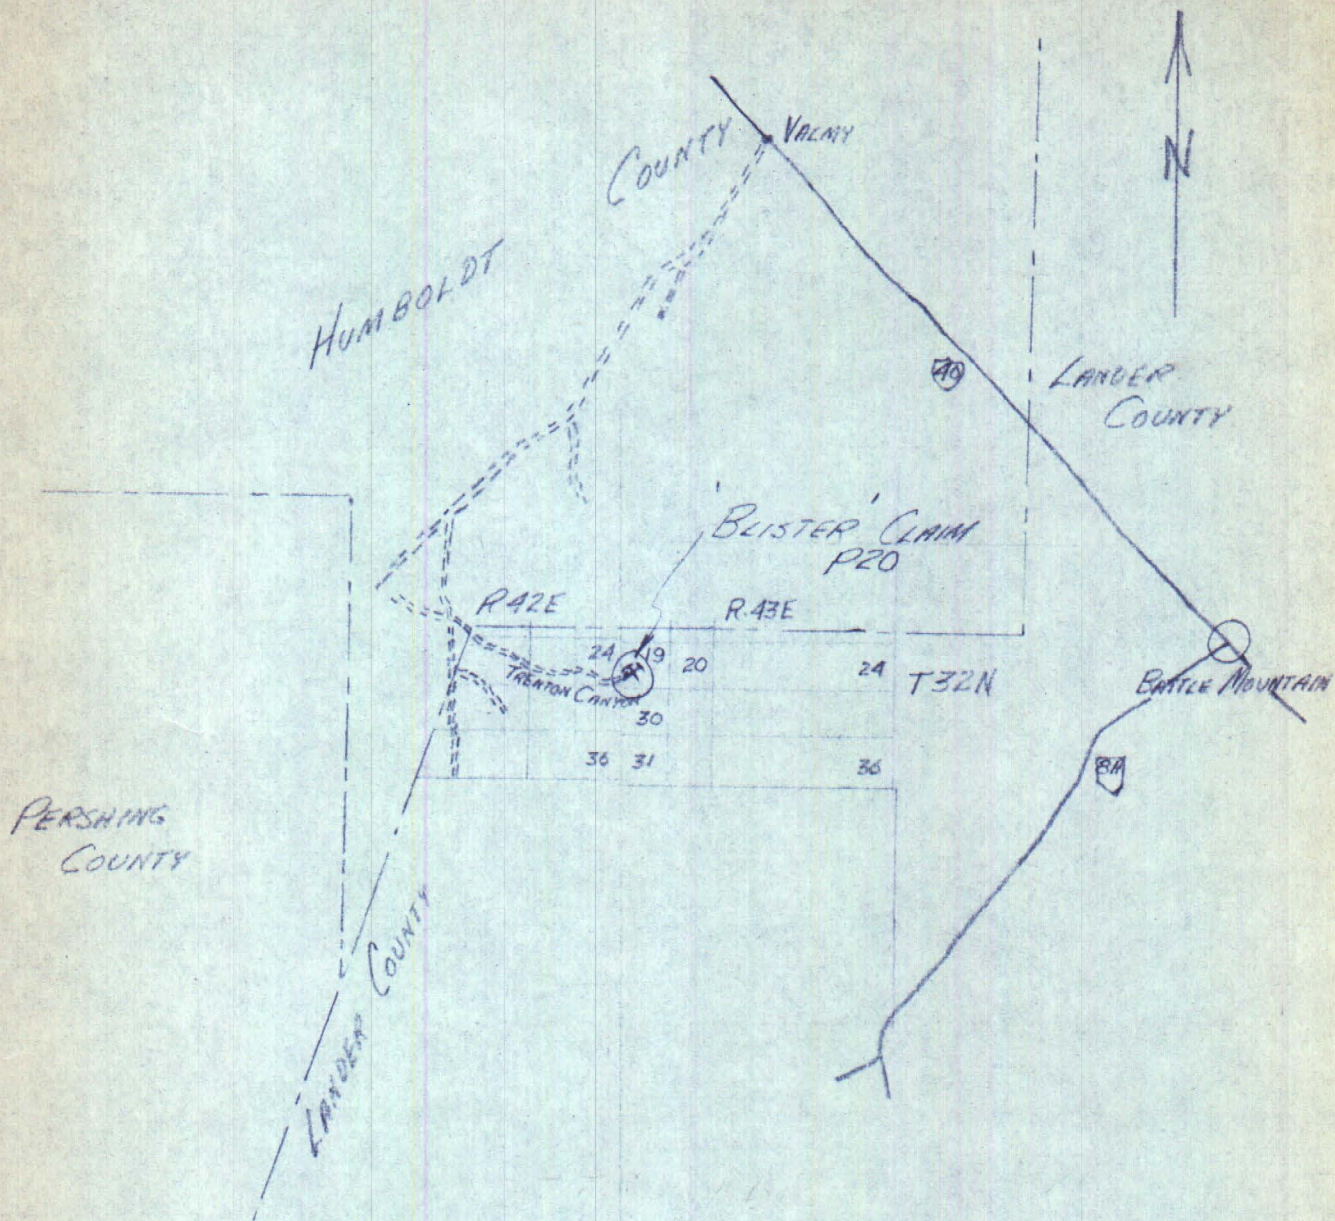 N
VALMY
HUMBOLDT COUNTY
40
LANDER
COUNTY
'BLISTER' CLAIM
P20
R.42E
R.43E
24
19
20
24
T32N
TRENTON CANYON
BATTLE MOUNTAIN
30
36
31
36
8A
PERSHING
COUNTY
LANDER COUNTY